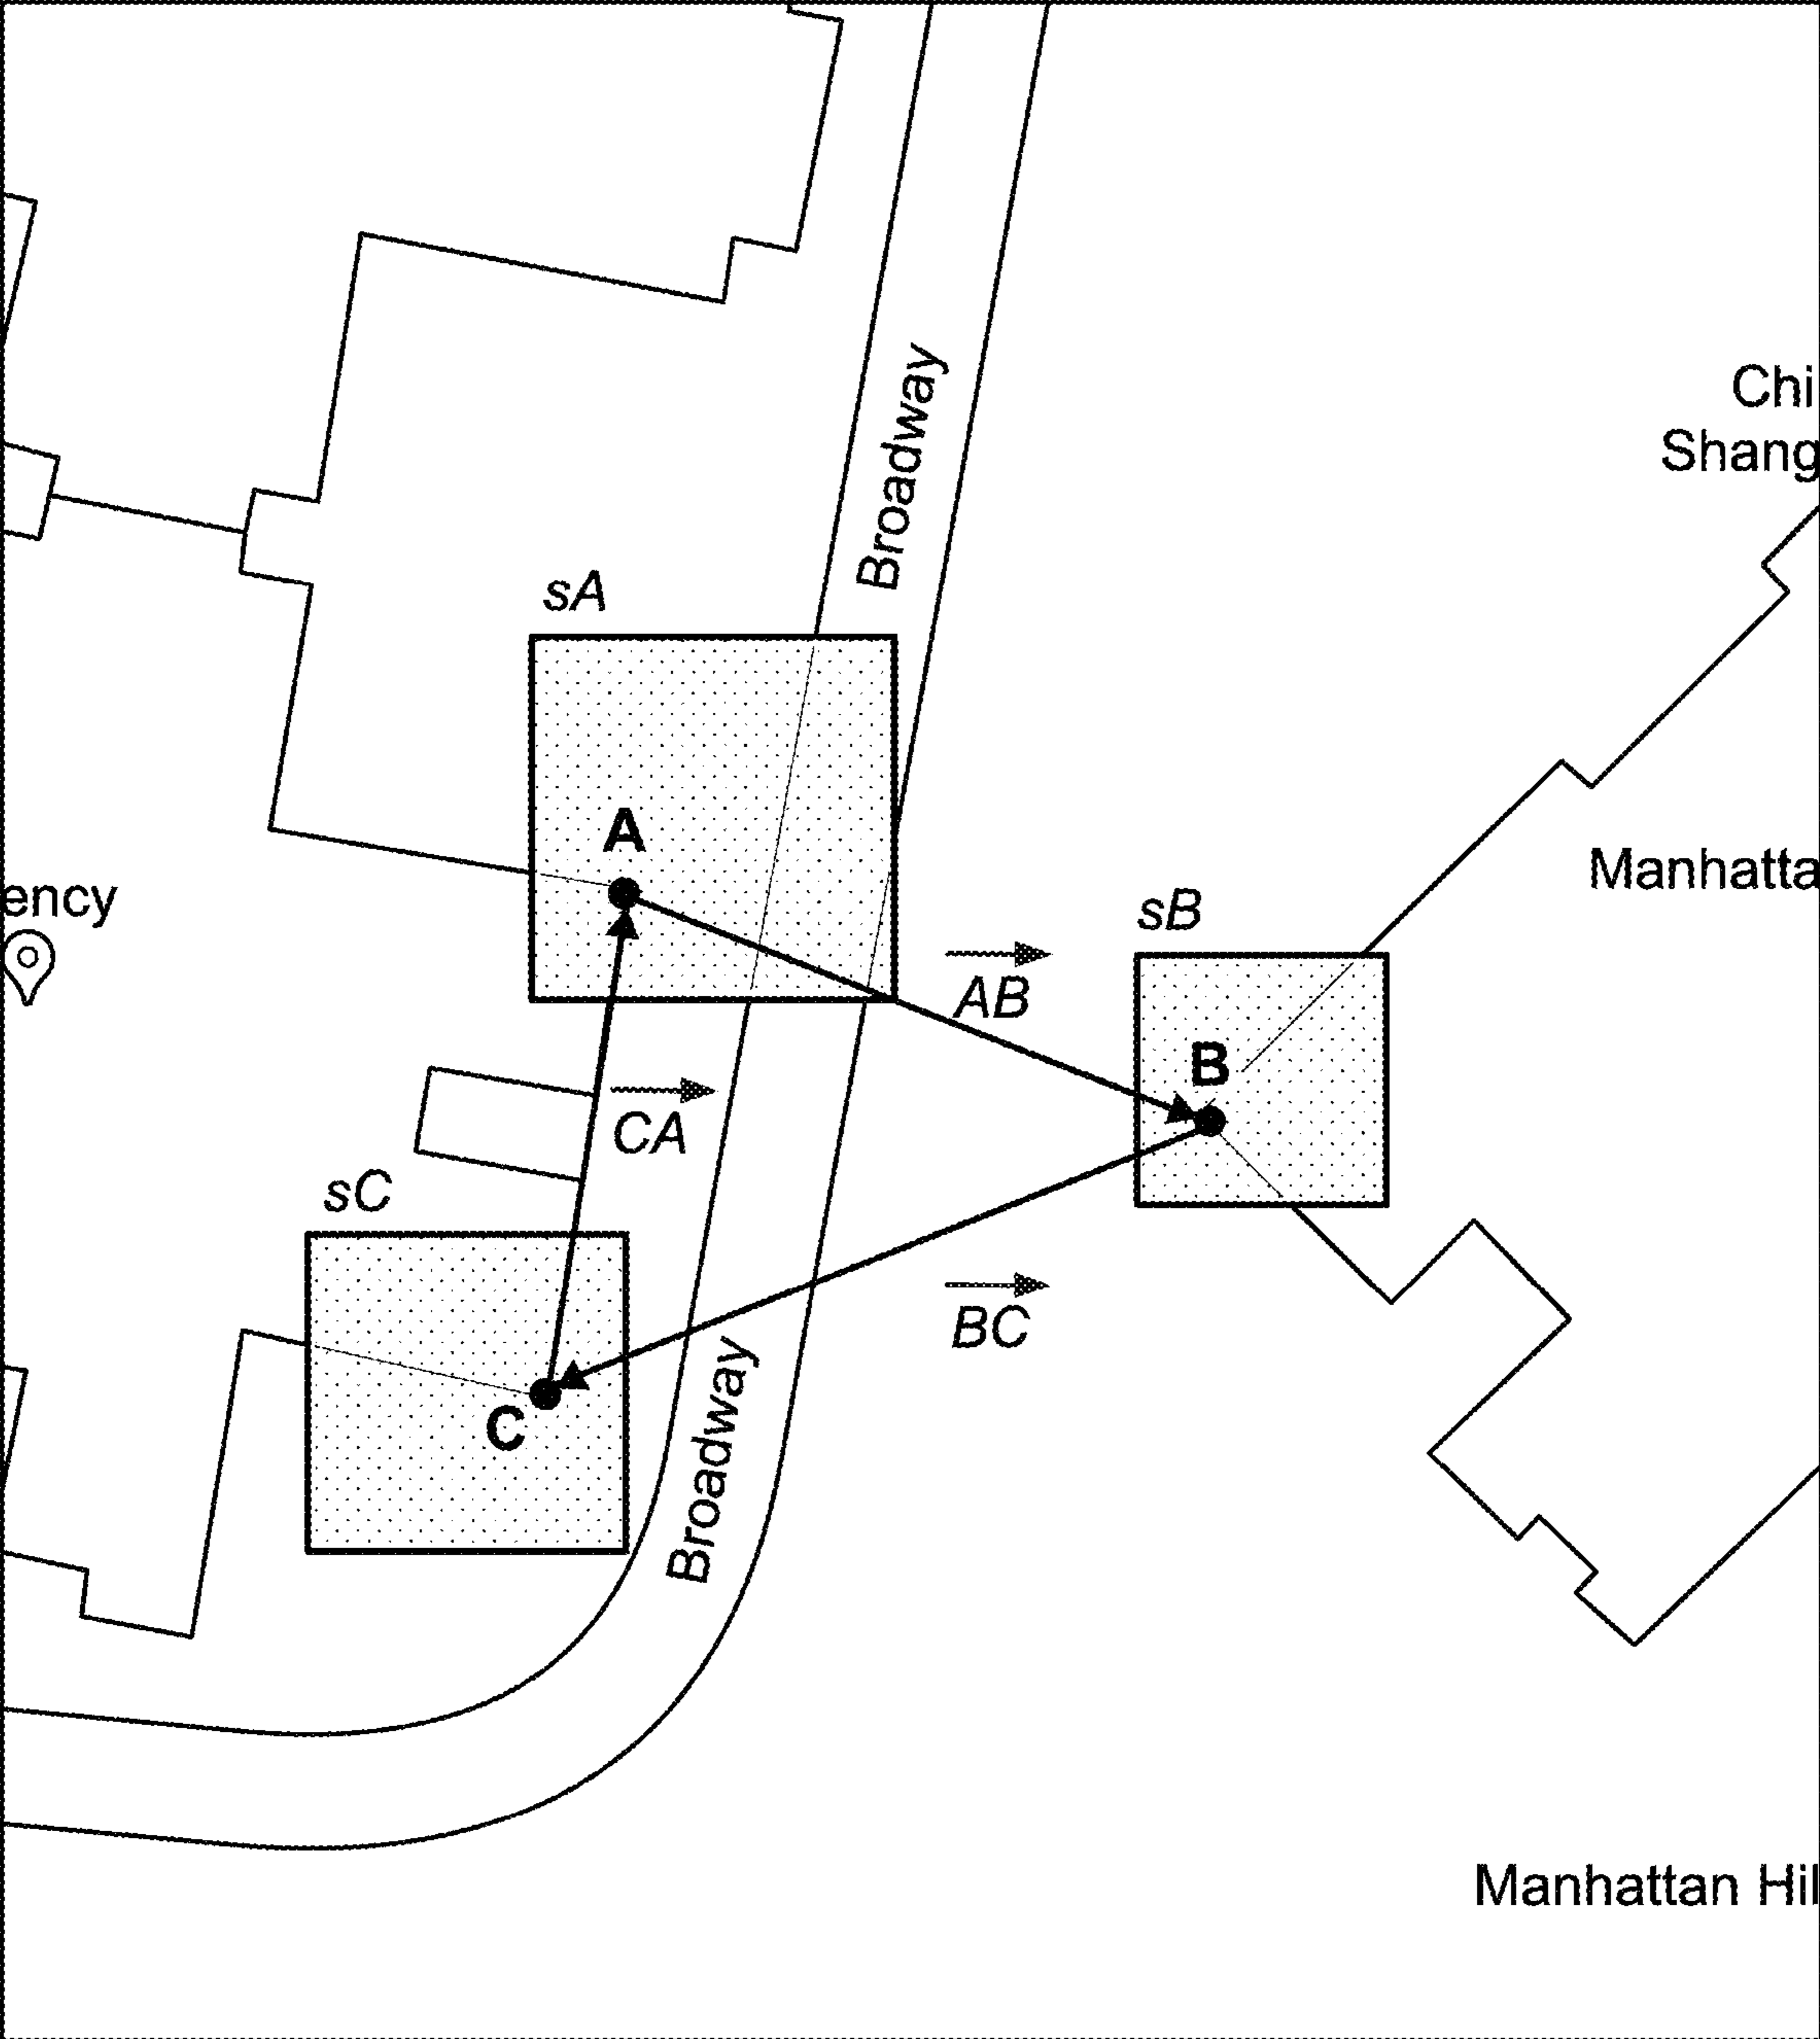 Broadway
Chi
Shang
sA
A
Manhatta
ency
sB
AB
B
CA
sC
BC
C
Broadway
Manhattan Hil